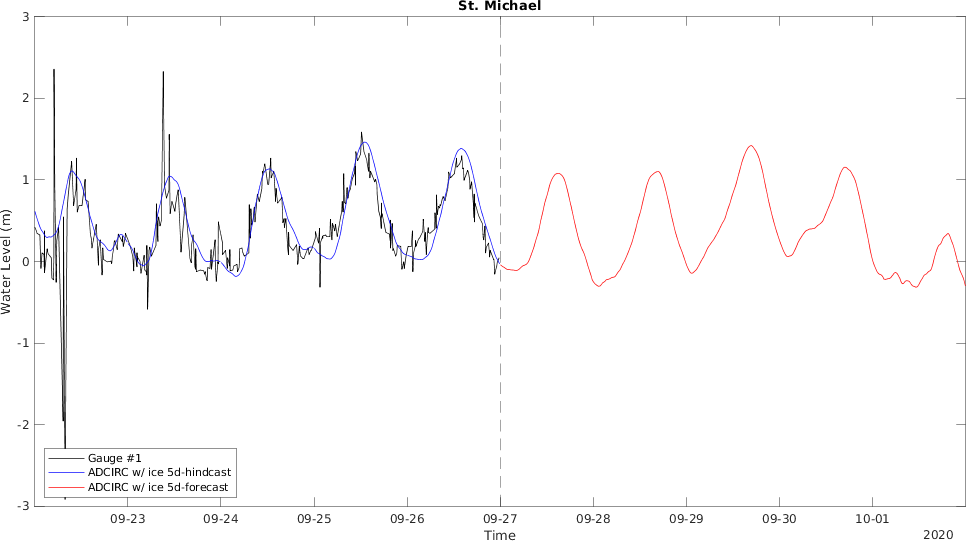 St. Michael
3
2
1
0
-1
-2
-3
Water Level (m)
Gauge #1
ADCIRC w/ ice 5d-hindcast
ADCIRC w/ ice 5d-forecast
09-23 09-24 09-25 09-26 09-27 09-28 09-29 09-30 10-01
Time
2020